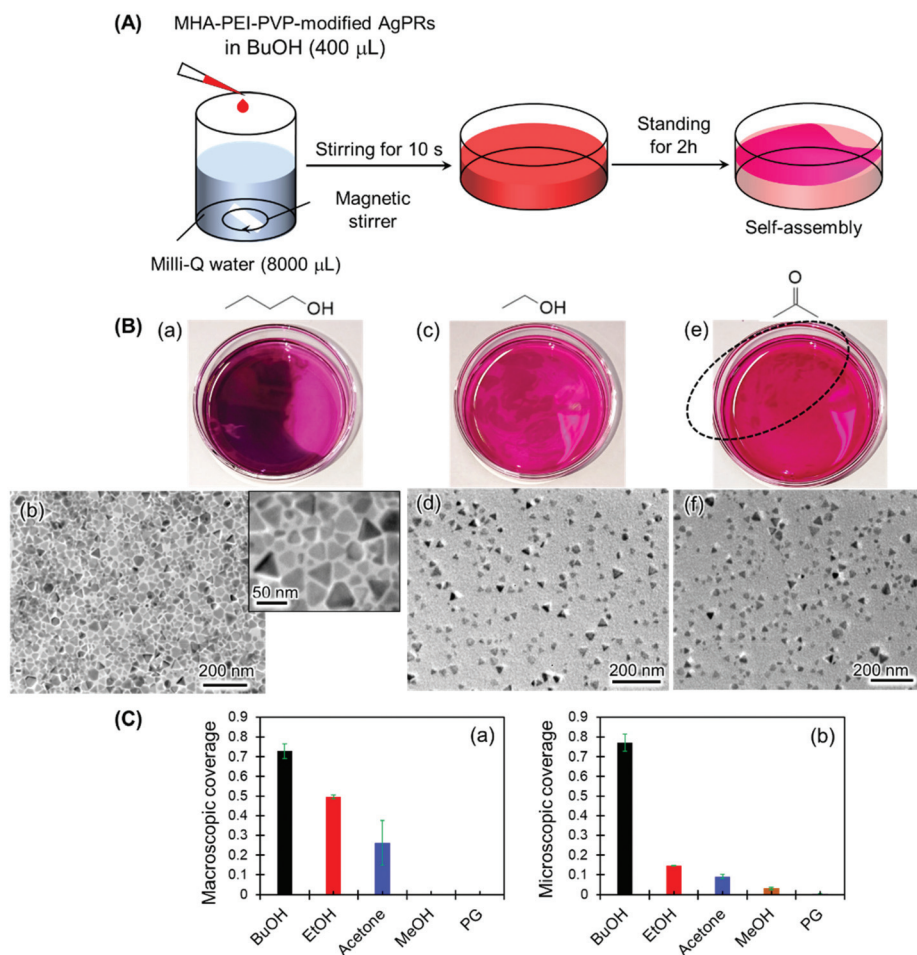 (A)
MHA-PEI-PVP-modified AgPRs
in BuOH (400 μL)
Stirring for 10 s
Magnetic
stirrer
Milli-Q water (8000 μL)
Standing
for 2h
Self-assembly
(B)
(a)
OH
(c)
OH
(e)
O
(b)
200 nm
50 nm
(d)
200 nm
(f)
200 nm
(C)
Macroscopic coverage
0.9
0.8
0.7
0.6
0.5
0.4
0.3
0.2
0.1
0
(a)
BuOH
EtOH
Acetone
MeOH
PG
Microscopic coverage
0.9
0.8
0.7
0.6
0.5
0.4
0.3
0.2
0.1
0
(b)
BuOH
EtOH
Acetone
MeOH
PG